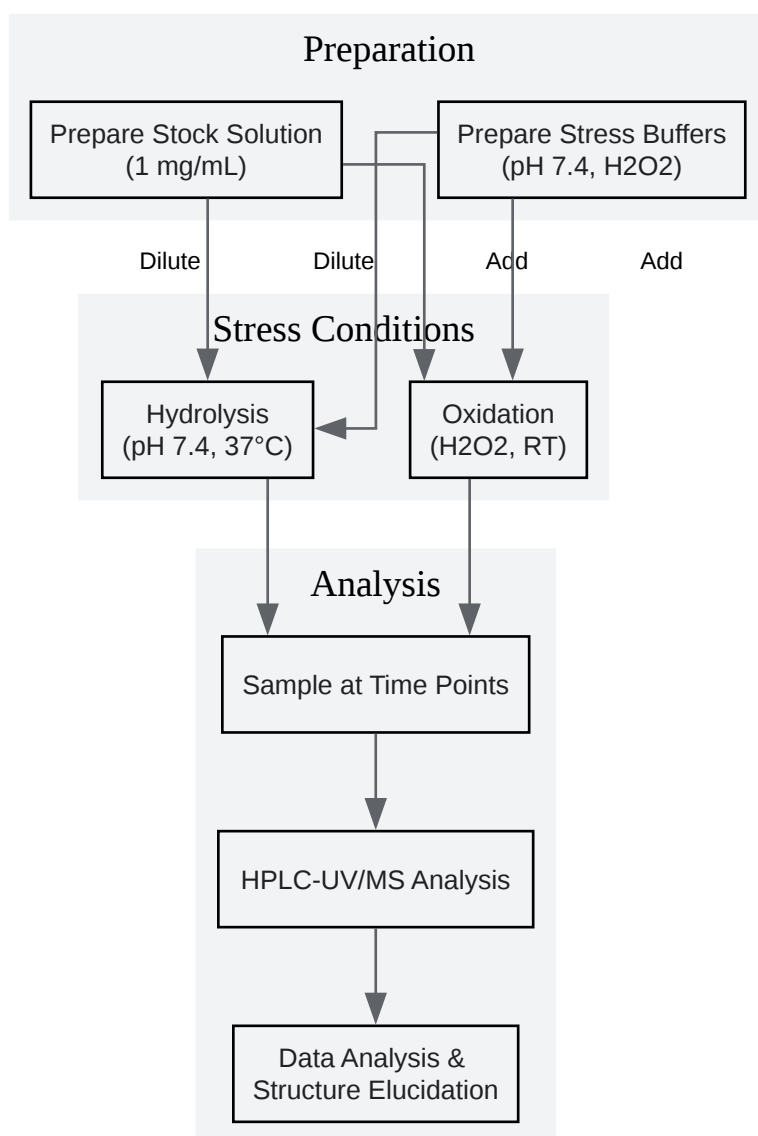 Preparation
Prepare Stock Solution
(1 mg/mL)
Prepare Stress Buffers
(pH 7.4, H2O2)
Dilute
Dilute
Add
Add
Stress Conditions
Hydrolysis
(pH 7.4, 37°C)
Oxidation
(H2O2, RT)
Analysis
Sample at Time Points
HPLC-UV/MS Analysis
Data Analysis &
Structure Elucidation